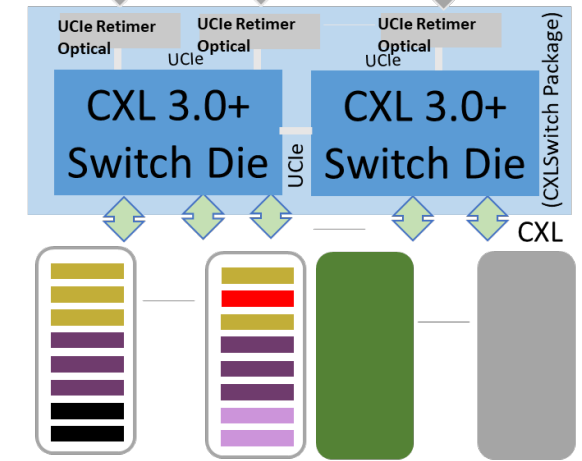 UCIe Retimer
Optical
UCIe Retimer
Optical
UCIe Retimer
Optical
UCIe
UCIe
CXL 3.0+
Switch Die
CXL 3.0+
Switch Die
UCIe
(CXLSwitch Package)
CXL